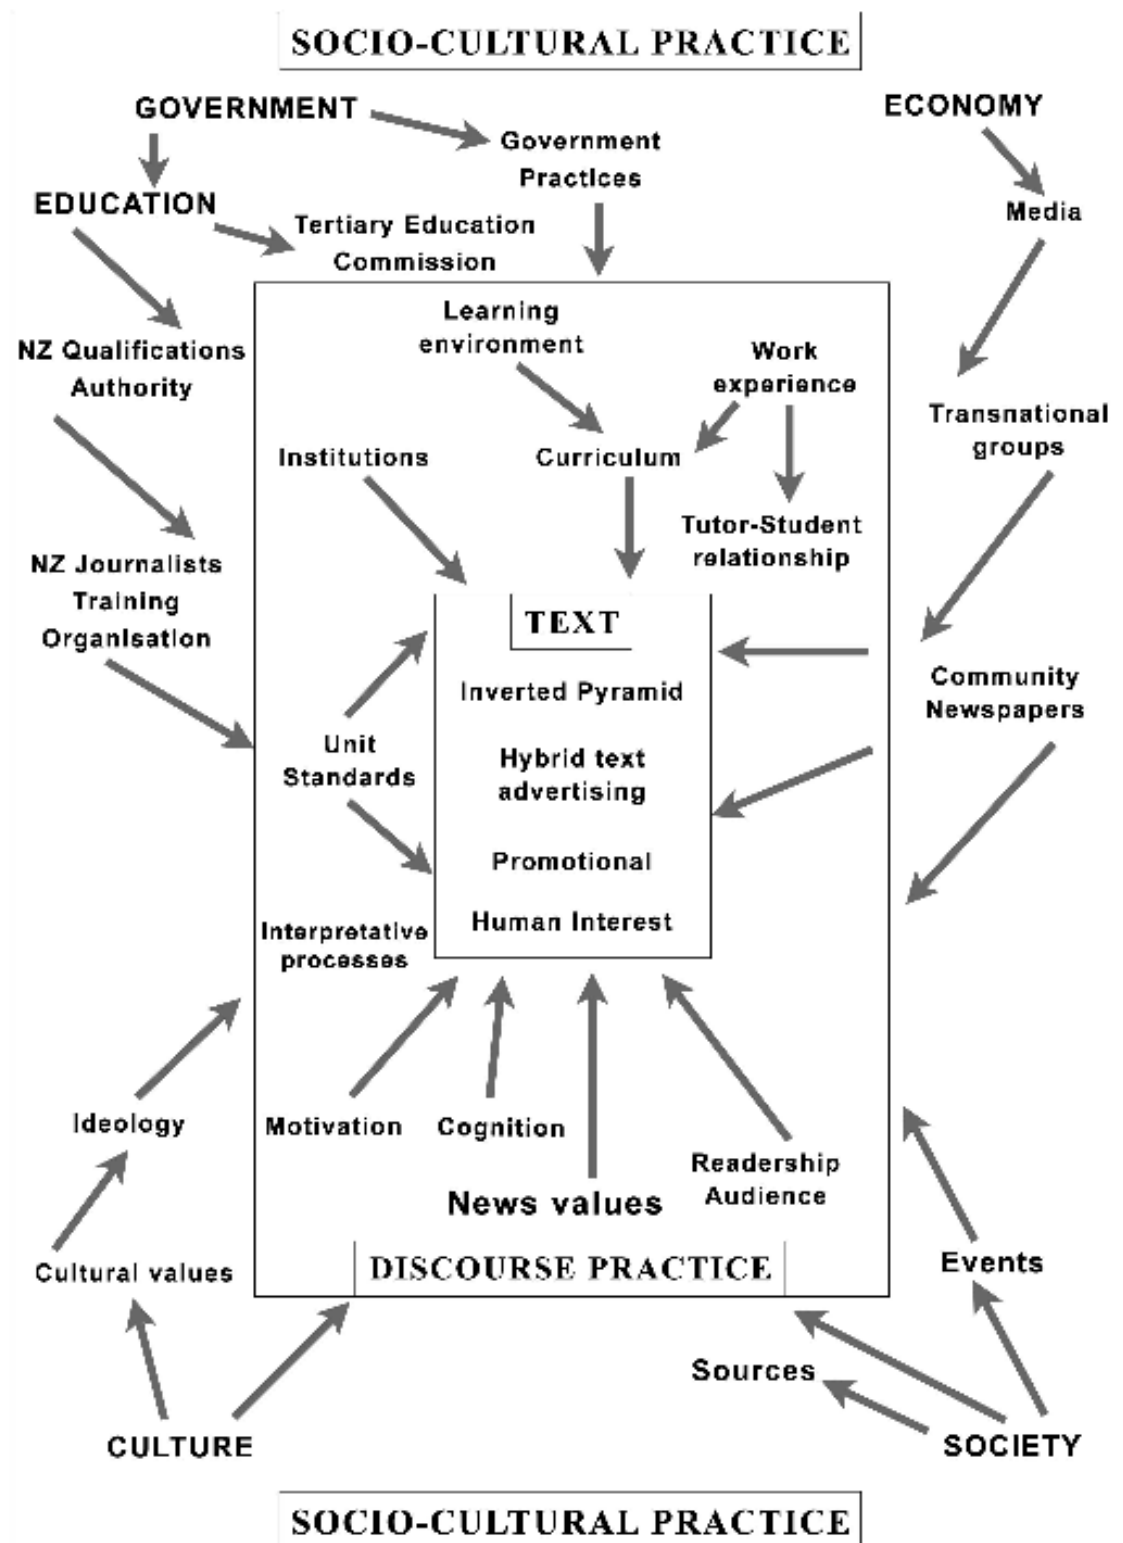 SOCIO-CULTURAL PRACTICE
GOVERNMENT
ECONOMY
Government
Practices
EDUCATION
Tertiary Education
Commission
Media
Learning
environment
NZ Qualifications
Authority
Work
experience
Transnational
groups
Institutions
Curriculum
Tutor-Student
relationship
NZ Journalists
Training
Organisation
TEXT
Inverted Pyramid
Community
Newspapers
Unit
Standards
Hybrid text
advertising
Promotional
Human Interest
Interpretative
processes
Ideology
Motivation
Cognition
Readership
Audience
News values
Cultural values
DISCOURSE PRACTICE
Events
Sources
CULTURE
SOCIETY
SOCIO-CULTURAL PRACTICE